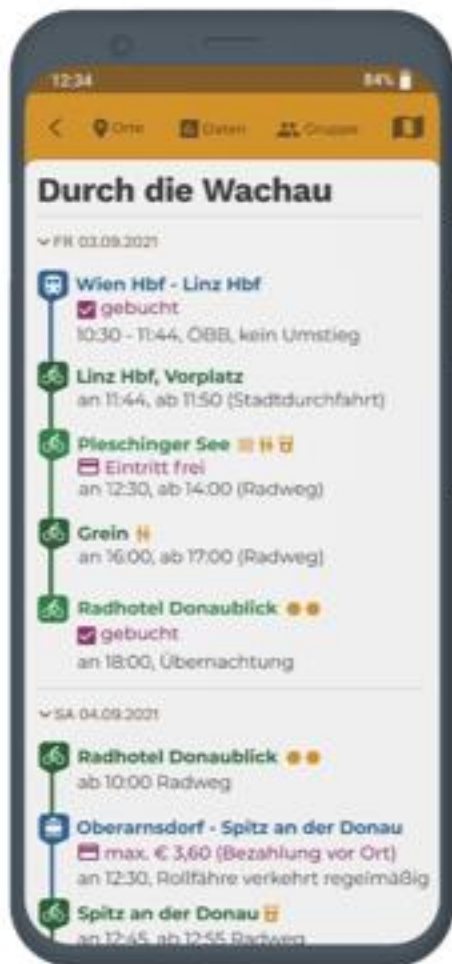 12:34
84%
Orte
Daten
Gruppe
Durch die Wachau
FR 03.09.2021
Wien Hbf - Linz Hbf
gebucht
10:30 - 11:44, ÖBB, kein Umstieg
Linz Hbf, Vorplatz
an 11:44, ab 11:50 (Stadtdurchfahrt)
Pleschinger See
Eintritt frei
an 12:30, ab 14:00 (Radweg)
Grein
an 16:00, ab 17:00 (Radweg)
Radhotel Donaublick
gebucht
an 18:00, Übernachtung
SA 04.09.2021
Radhotel Donaublick
ab 10:00 Radweg
Oberarnsdorf - Spitz an der Donau
max. € 3,60 (Bezahlung vor Ort)
an 12:30, Rollfähre verkehrt regelmäßig
Spitz an der Donau
an 12:45, ab 12:55 Radweg